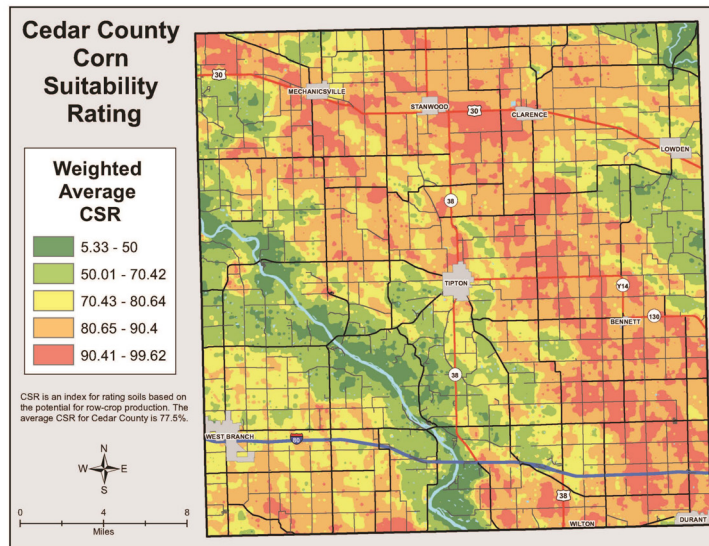 Cedar County
Corn
Suitability
Rating
Weighted
Average
CSR
5.33 - 50
50.01 - 70.42
70.43 - 80.64
80.65 - 90.4
90.41 - 99.62
CSR is an index for rating soils based on
the potential for row-crop production. The
average CSR for Cedar County is 77.5%.
N
W E
S
0 4 8
Miles
30
MECHANICSVILLE
STANWOOD
30
CLARENCE
LOWDEN
38
TIPTON
Y14
BENNETT
130
38
WEST BRANCH
80
38
WILTON
DURANT